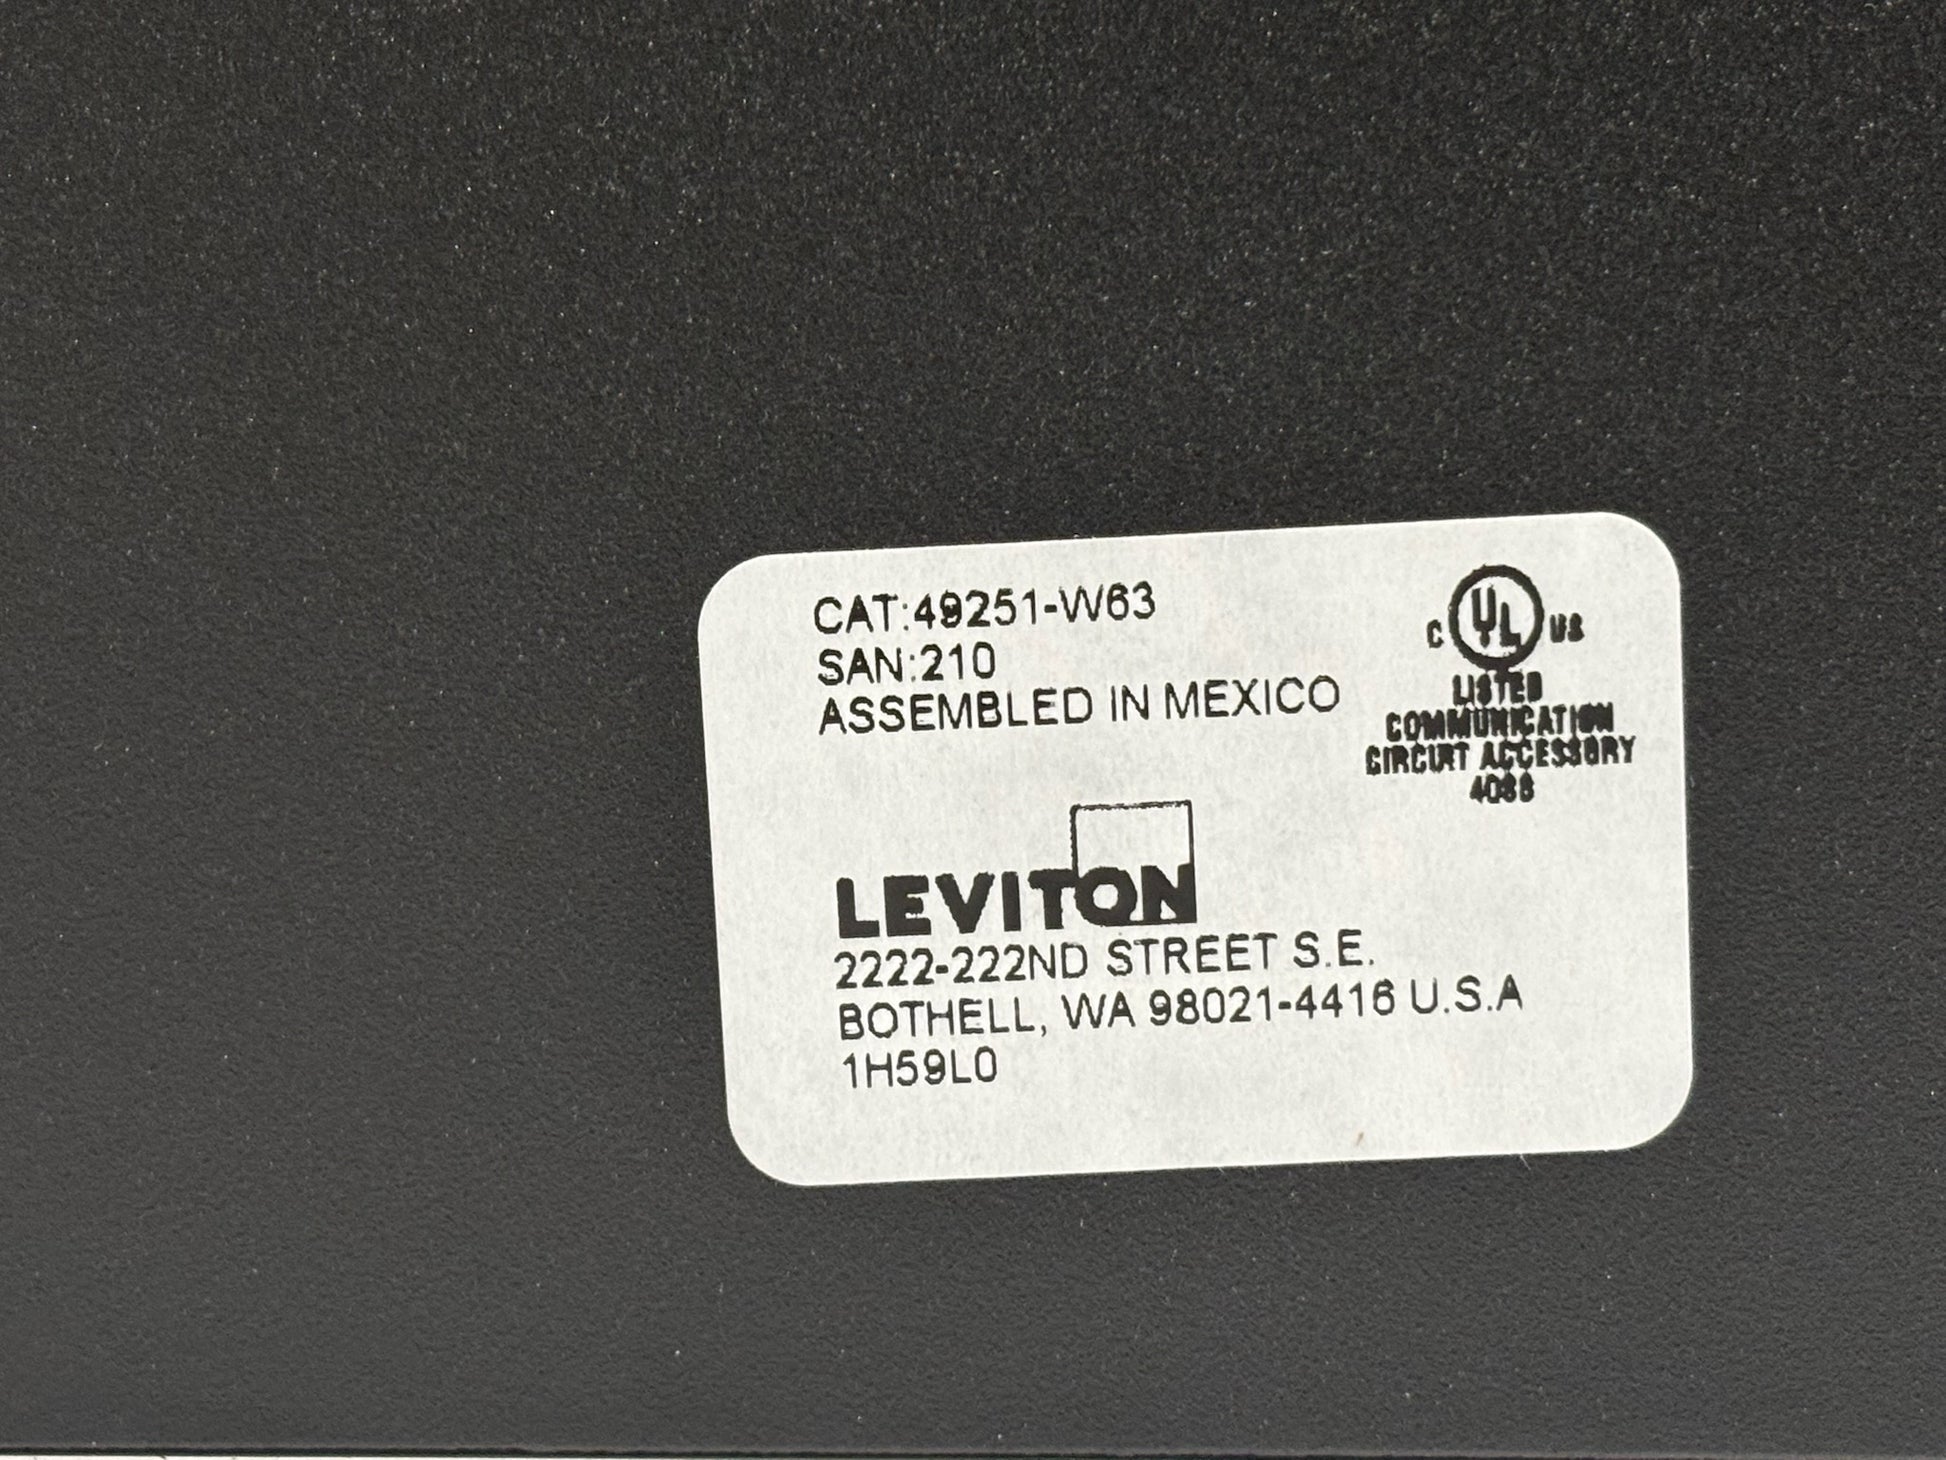 CAT:49251-W63
SAN:210
ASSEMBLED IN MEXICO
C UL US
LISTED
COMMUNICATION
CIRCUIT ACCESSORY
LEVITON
2222-222ND STREET S.E.
BOTHELL, WA 98021-4416 U.S.A
1H59L0